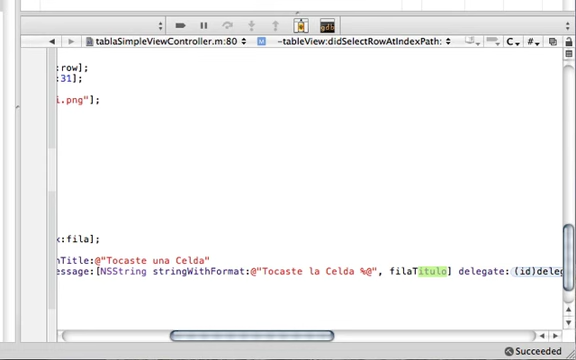 tablaSimpleViewController.m:80 M -tableView:didSelectRowAtIndexPath: C #
:row];
:31];
i.png"];
x:fila];
nTitle:@"Tocaste una Celda"
essage:[NSString stringWithFormat:@"Tocaste la Celda %@", filaTitulo] delegate:(id)deleg
Succeeded